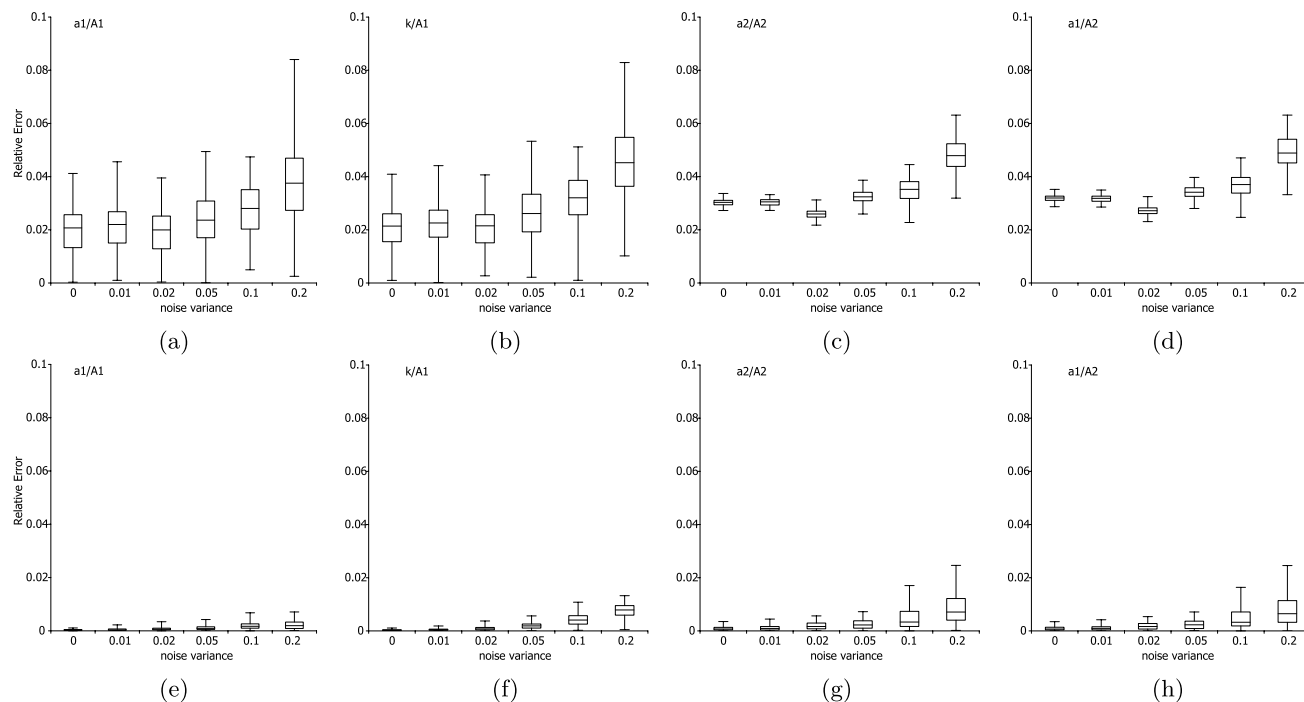 0.1 0.1 0.1 0.1
a1/A1 k/A1 a2/A2 a1/A2
0.08 0.08 0.08 0.08
0.06 0.06 0.06 0.06
Relative Error
0.04 0.04 0.04 0.04
0.02 0.02 0.02 0.02
0 0 0 0
0 0.01 0.02 0.05 0.1 0.2 0 0.01 0.02 0.05 0.1 0.2 0 0.01 0.02 0.05 0.1 0.2 0 0.01 0.02 0.05 0.1 0.2
noise variance noise variance noise variance noise variance
(a) (b) (c) (d)
0.1 0.1 0.1 0.1
a1/A1 k/A1 a2/A2 a1/A2
0.08 0.08 0.08 0.08
0.06 0.06 0.06 0.06
Relative Error
0.04 0.04 0.04 0.04
0.02 0.02 0.02 0.02
0 0 0 0
0 0.01 0.02 0.05 0.1 0.2 0 0.01 0.02 0.05 0.1 0.2 0 0.01 0.02 0.05 0.1 0.2 0 0.01 0.02 0.05 0.1 0.2
noise variance noise variance noise variance noise variance
(e) (f) (g) (h)